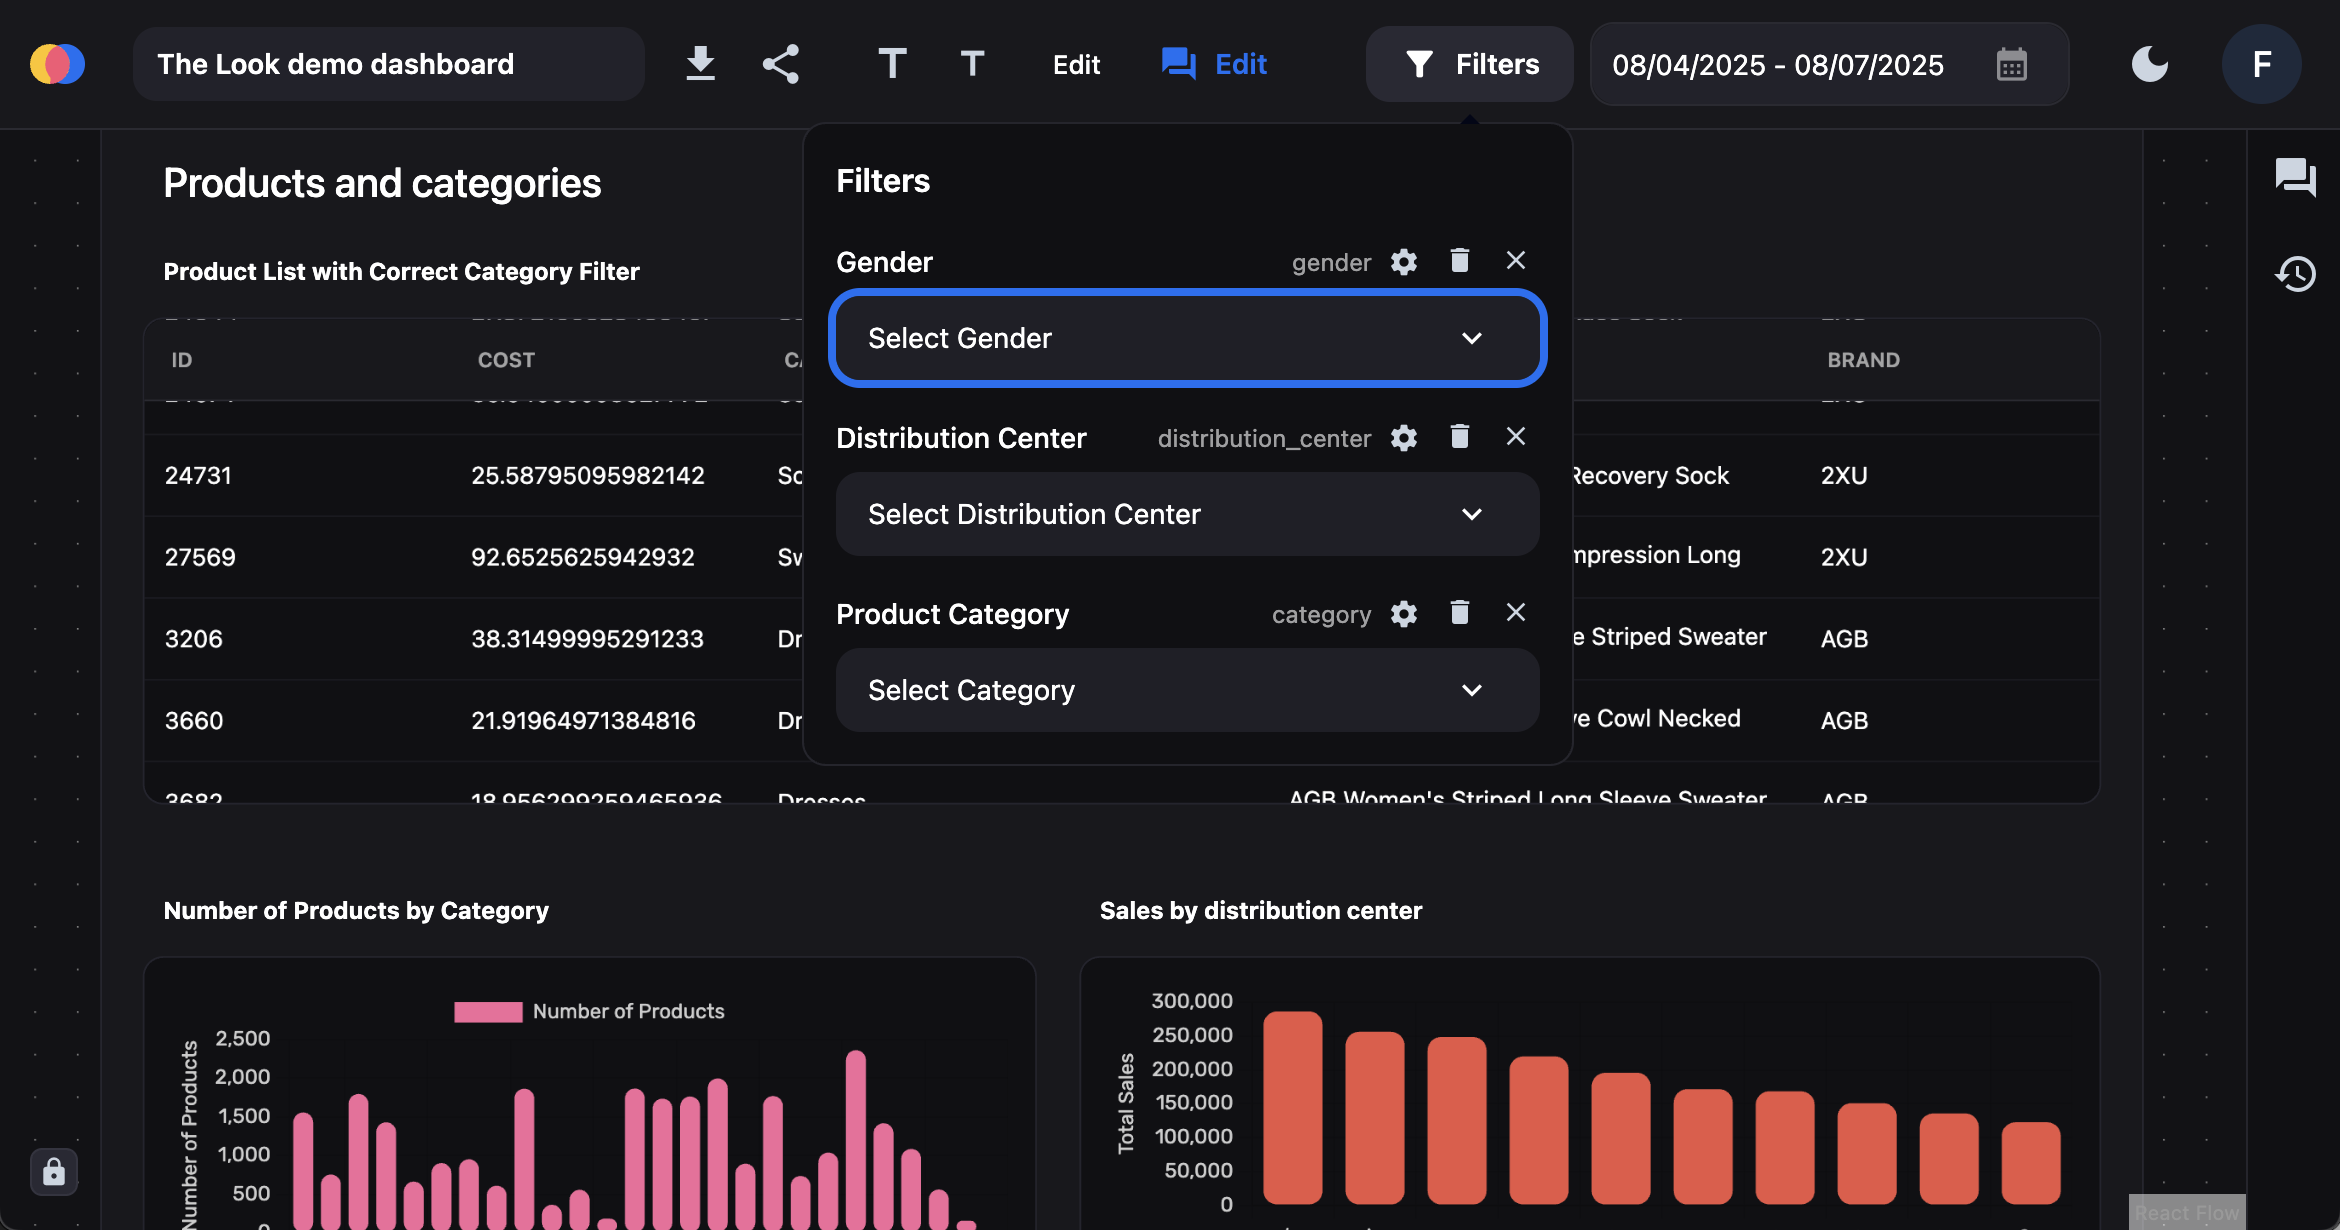 The Look demo dashboard
T
T
Edit
Edit
Filters
08/04/2025 - 08/07/2025
F
Products and categories
Product List with Correct Category Filter
ID
COST
BRAND
24731
25.58795095982142
Recovery Sock
2XU
27569
92.6525625942932
mpression Long
2XU
3206
38.31499995291233
e Striped Sweater
AGB
3660
21.91964971384816
ve Cowl Necked
AGB
3682
18.956299259465936
Dresses
AGB Women's Striped Long Sleeve Sweater
AGB
Filters
Gender
gender
Select Gender
Distribution Center
distribution_center
Select Distribution Center
Product Category
category
Select Category
Number of Products by Category
Number of Products
Number of Products
2,500
2,000
1,500
1,000
500
0
Sales by distribution center
Total Sales
300,000
250,000
200,000
150,000
100,000
50,000
0
React Flow